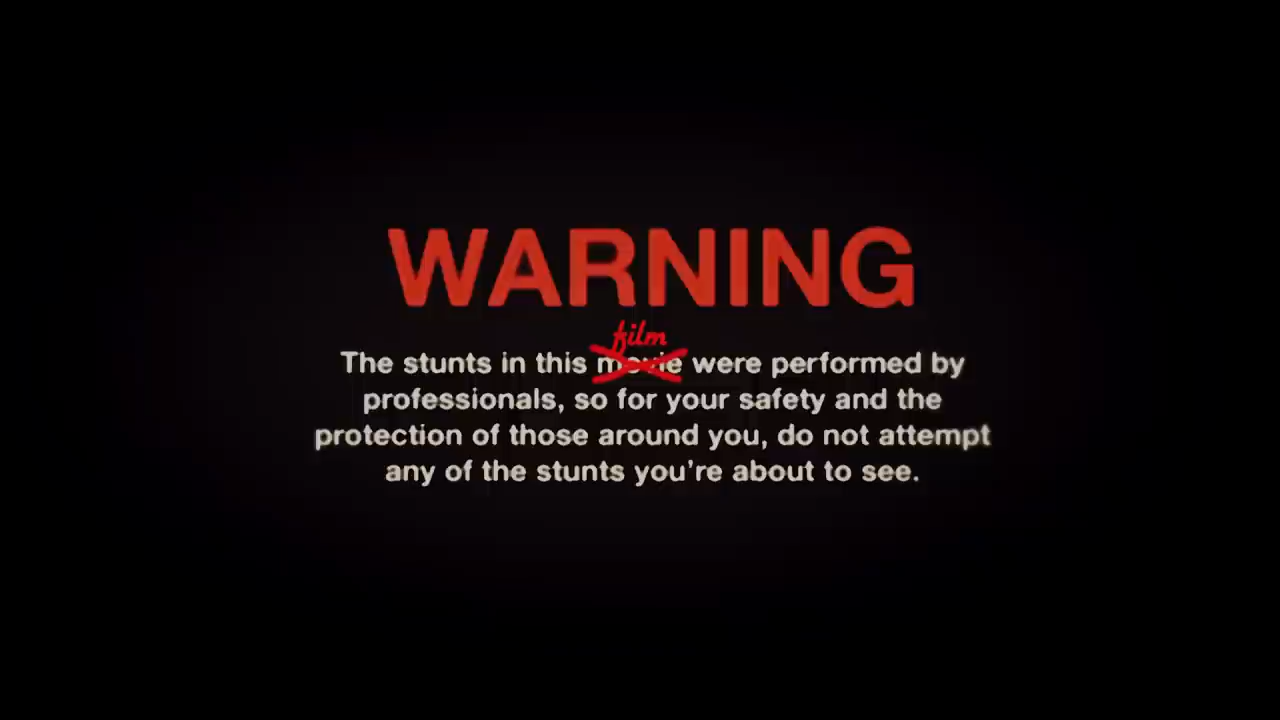 WARNING
film
The stunts in this movie were performed by
professionals, so for your safety and the
protection of those around you, do not attempt
any of the stunts you're about to see.